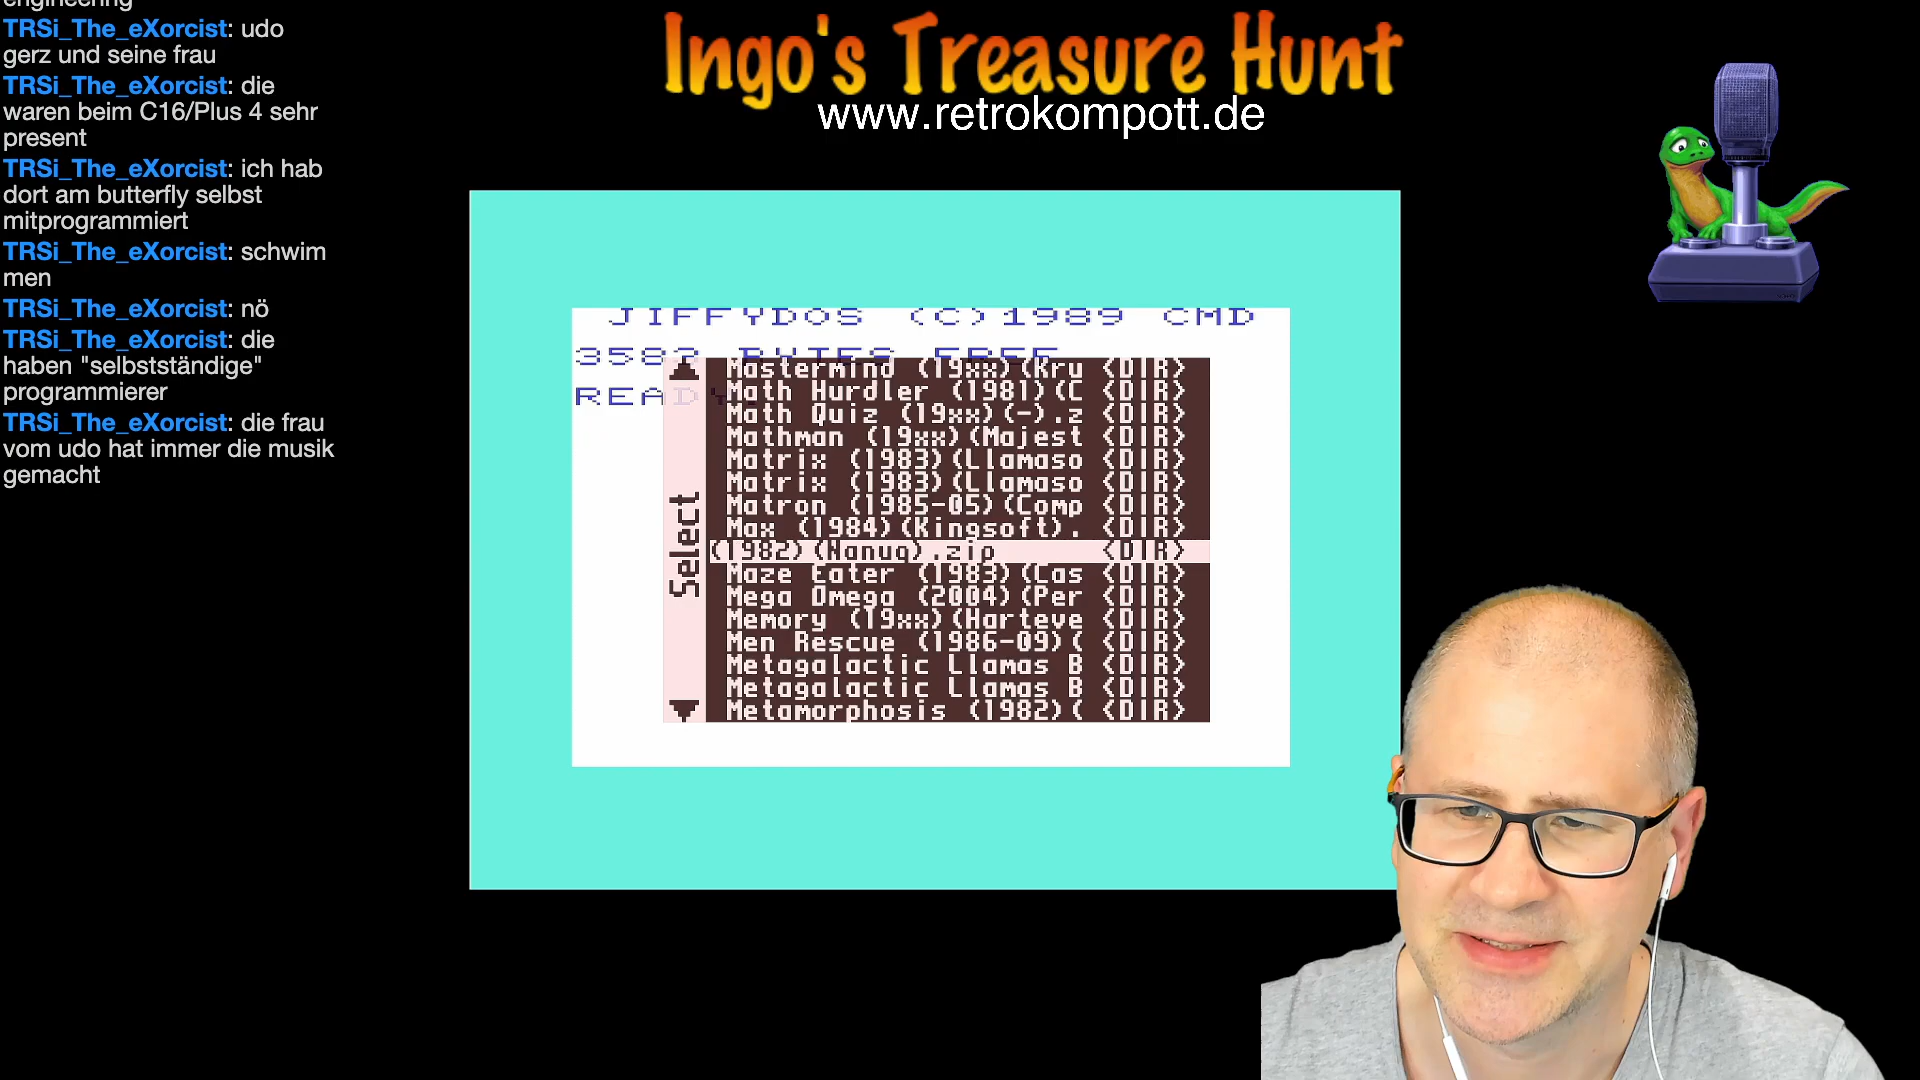 engineering
TRSi_The_eXorcist: udo
gerz und seine frau
TRSi_The_eXorcist: die
waren beim C16/Plus 4 sehr
present
TRSi_The_eXorcist: ich hab
dort am butterfly selbst
mitprogrammiert
TRSi_The_eXorcist: schwim
men
TRSi_The_eXorcist: nö
TRSi_The_eXorcist: die
haben "selbstständige"
programmierer
TRSi_The_eXorcist: die frau
vom udo hat immer die musik
gemacht
Ingo's Treasure Hunt
www.retrokompott.de
JIFFYDOS (C)1989 CMD
3583 BYTES FREE
READY.
Select
Mastermind (19xx)(Kru <DIR>
Math Hurdler (1981)(C <DIR>
Math Quiz (19xx)(-).z <DIR>
Mathman (19xx)(Majest <DIR>
Matrix (1983)(Llamaso <DIR>
Matrix (1983)(Llamaso <DIR>
Matron (1985-05)(Comp <DIR>
Max (1984)(Kingsoft). <DIR>
(1982)(Nanug).zip <DIR>
Maze Eater (1983)(Cas <DIR>
Mega Omega (2004)(Per <DIR>
Memory (19xx)(Harteve <DIR>
Men Rescue (1986-09)( <DIR>
Metagalactic Llamas B <DIR>
Metagalactic Llamas B <DIR>
Metamorphosis (1982)( <DIR>